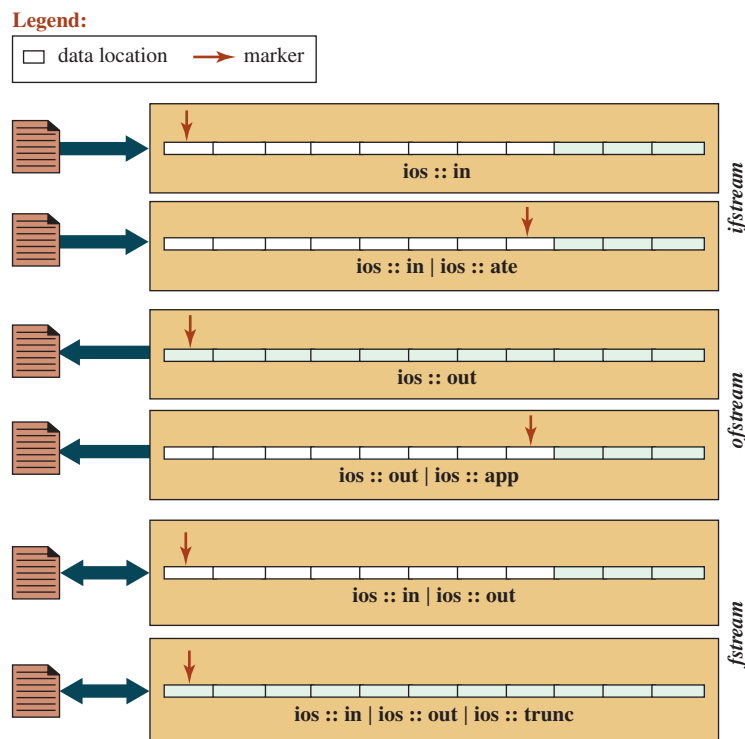 Legend:
data location marker
ios :: in
ios :: in | ios :: ate
ifstream
ios :: out
ios :: out | ios :: app
ofstream
ios :: in | ios :: out
ios :: in | ios :: out | ios :: trunc
fstream